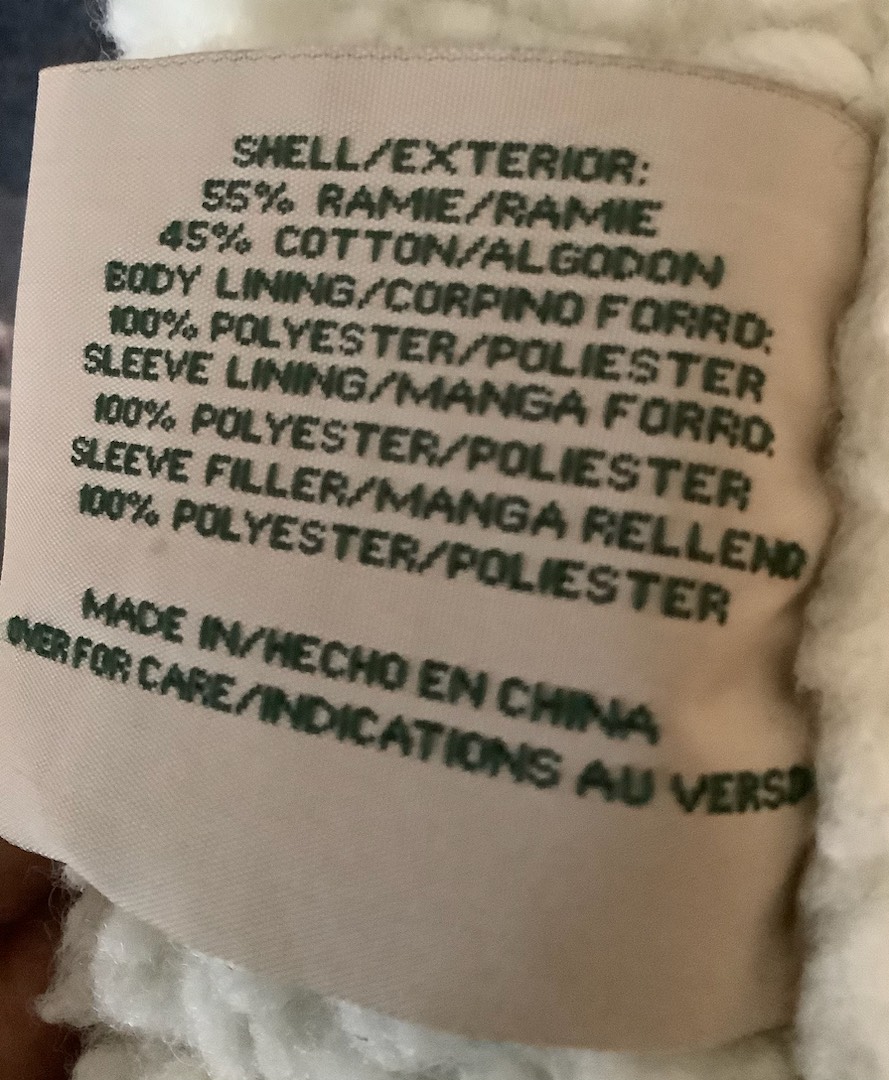 SHELL/EXTERIOR:
55% RAMIE/RAMIE
45% COTTON/ALGODON
BODY LINING/CORPINO FORRO:
100% POLYESTER/POLIESTER
SLEEVE LINING/MANGA FORRO:
100% POLYESTER/POLIESTER
SLEEVE FILLER/MANGA RELLENO
100% POLYESTER/POLIESTER
MADE IN/HECHO EN CHINA
OVER FOR CARE/INDICATIONS AU VERSO